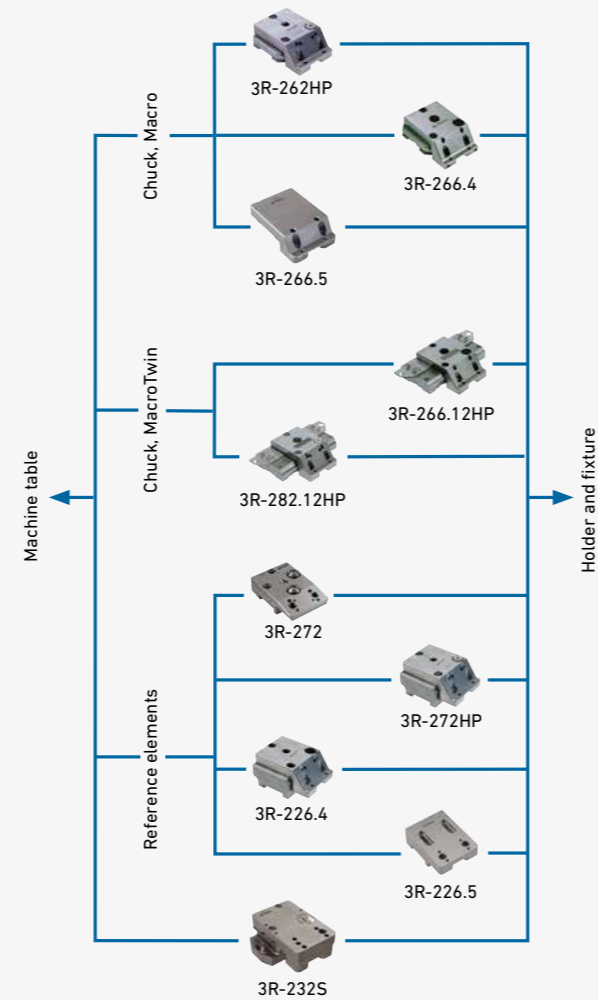 Chuck, Macro
3R-262HP
3R-266.4
3R-266.5
Chuck, MacroTwin
3R-266.12HP
3R-282.12HP
Machine table
Holder and fixture
Reference elements
3R-272
3R-272HP
3R-226.4
3R-226.5
3R-232S